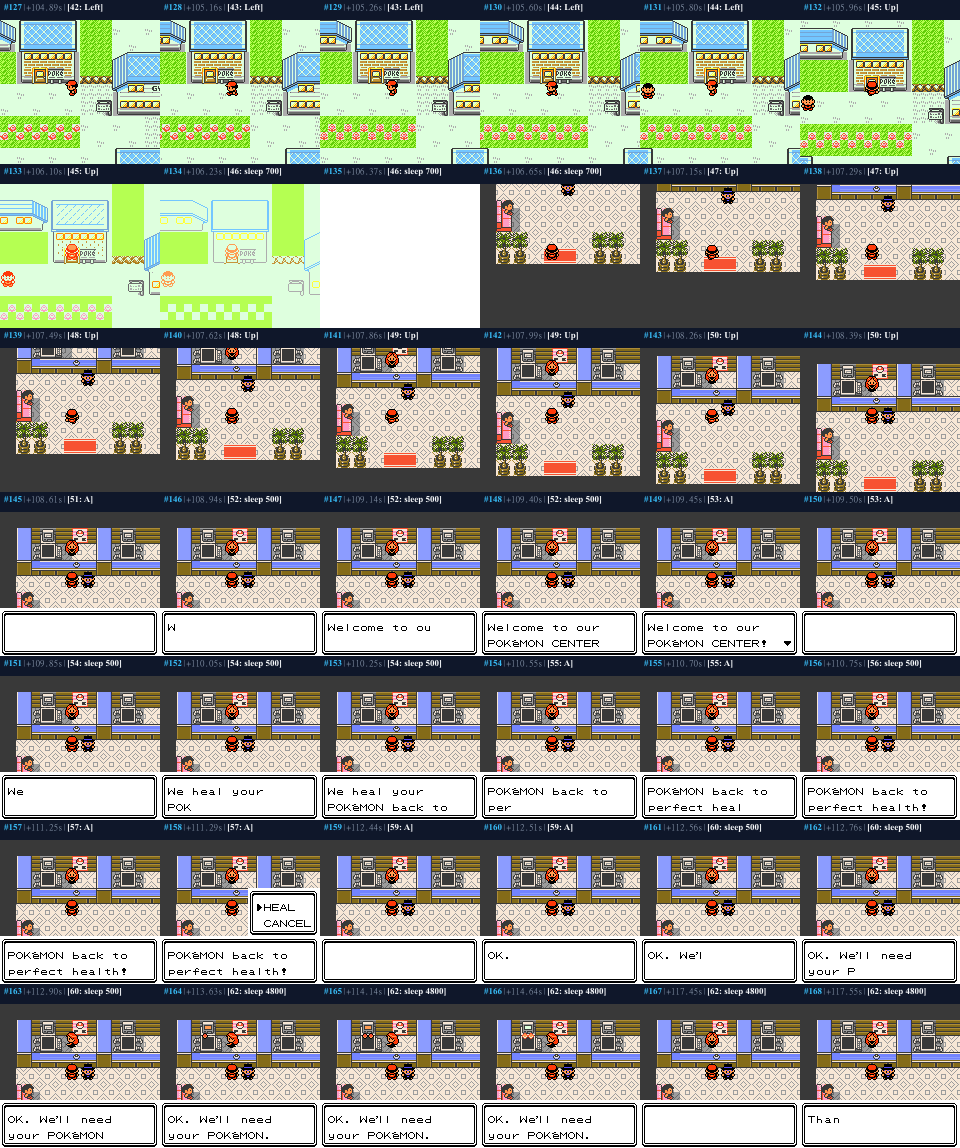 #127|+104.89s| [42: Left]
#128|+105.16s| [43: Left]
#129|+105.26s| [43: Left]
#130|+105.60s| [44: Left]
#131|+105.80s| [44: Left]
#132|+105.96s| [45: Up]
POKé
GY
POKé
POKé
POKé
POKé
POKé
#133|+106.10s| [45: Up]
#134|+106.23s| [46: sleep 700]
#135|+106.37s| [46: sleep 700]
#136|+106.65s| [46: sleep 700]
#137|+107.15s| [47: Up]
#138|+107.29s| [47: Up]
POKé
POKé
#139|+107.49s| [48: Up]
#140|+107.62s| [48: Up]
#141|+107.86s| [49: Up]
#142|+107.99s| [49: Up]
#143|+108.26s| [50: Up]
#144|+108.39s| [50: Up]
#145|+108.61s| [51: A]
#146|+108.94s| [52: sleep 500]
#147|+109.14s| [52: sleep 500]
#148|+109.40s| [52: sleep 500]
#149|+109.45s| [53: A]
#150|+109.50s| [53: A]
W
Welcome to ou
Welcome to our
POKéMON CENTER
Welcome to our
POKéMON CENTER! ▼
#151|+109.85s| [54: sleep 500]
#152|+110.05s| [54: sleep 500]
#153|+110.25s| [54: sleep 500]
#154|+110.55s| [55: A]
#155|+110.70s| [55: A]
#156|+110.75s| [56: sleep 500]
We
We heal your
POK
We heal your
POKéMON back to
POKéMON back to
per
POKéMON back to
perfect heal
POKéMON back to
perfect health!
#157|+111.25s| [57: A]
#158|+111.29s| [57: A]
#159|+112.44s| [59: A]
#160|+112.51s| [59: A]
#161|+112.56s| [60: sleep 500]
#162|+112.76s| [60: sleep 500]
▶HEAL
CANCEL
POKéMON back to
perfect health!
POKéMON back to
perfect health!
OK.
OK. We'l
OK. We'll need
your P
#163|+112.90s| [60: sleep 500]
#164|+113.63s| [62: sleep 4800]
#165|+114.14s| [62: sleep 4800]
#166|+114.64s| [62: sleep 4800]
#167|+117.45s| [62: sleep 4800]
#168|+117.55s| [62: sleep 4800]
OK. We'll need
your POKéMON
OK. We'll need
your POKéMON.
OK. We'll need
your POKéMON.
OK. We'll need
your POKéMON.
Than